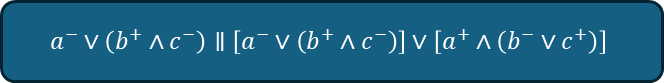 a⁻ ∨ (b⁺ ∧ c⁻) ∥ [a⁻ ∨ (b⁺ ∧ c⁻)] ∨ [a⁺ ∧ (b⁻ ∨ c⁺)]